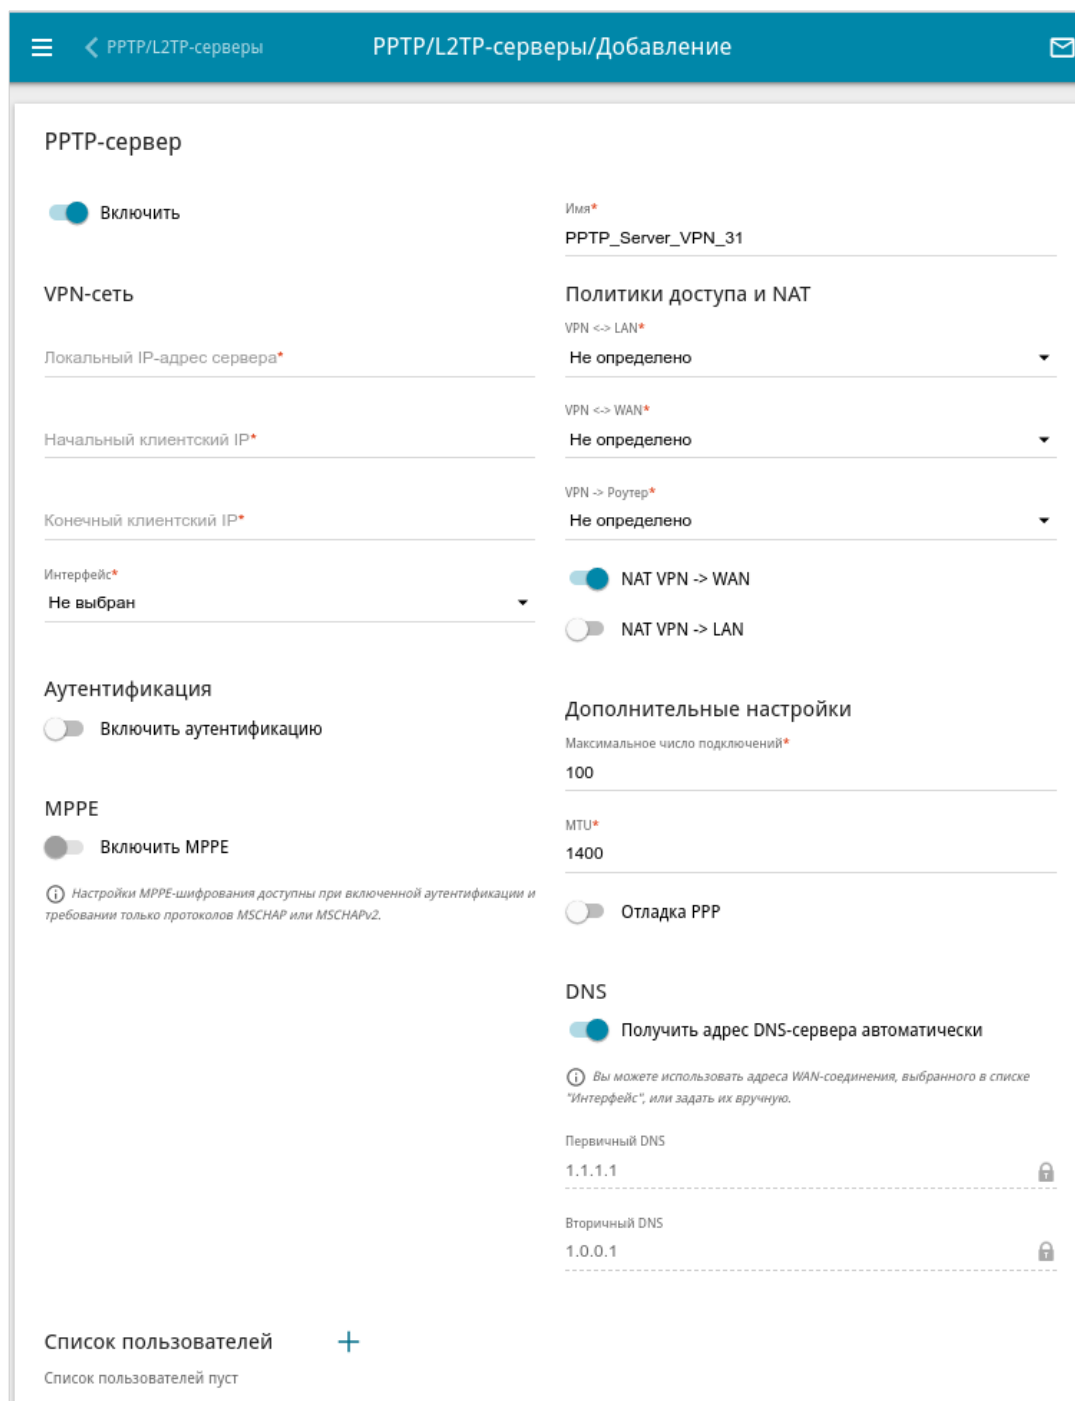 PPTP/L2TP-серверы
PPTP/L2TP-серверы/Добавление
PPTP-сервер
Включить
Имя*
PPTP_Server_VPN_31
VPN-сеть
Локальный IP-адрес сервера*
Начальный клиентский IP*
Конечный клиентский IP*
Интерфейс*
Не выбран
Политики доступа и NAT
VPN <-> LAN*
Не определено
VPN <-> WAN*
Не определено
VPN -> Роутер*
Не определено
NAT VPN -> WAN
NAT VPN -> LAN
Аутентификация
Включить аутентификацию
MPPE
Включить MPPE
Настройки MPPE-шифрования доступны при включенной аутентификации и
требовании только протоколов MSCHAP или MSCHAPv2.
Дополнительные настройки
Максимальное число подключений*
100
MTU*
1400
Отладка PPP
DNS
Получить адрес DNS-сервера автоматически
Вы можете использовать адреса WAN-соединения, выбранного в списке
"Интерфейс", или задать их вручную.
Первичный DNS
1.1.1.1
Вторичный DNS
1.0.0.1
Список пользователей
Список пользователей пуст